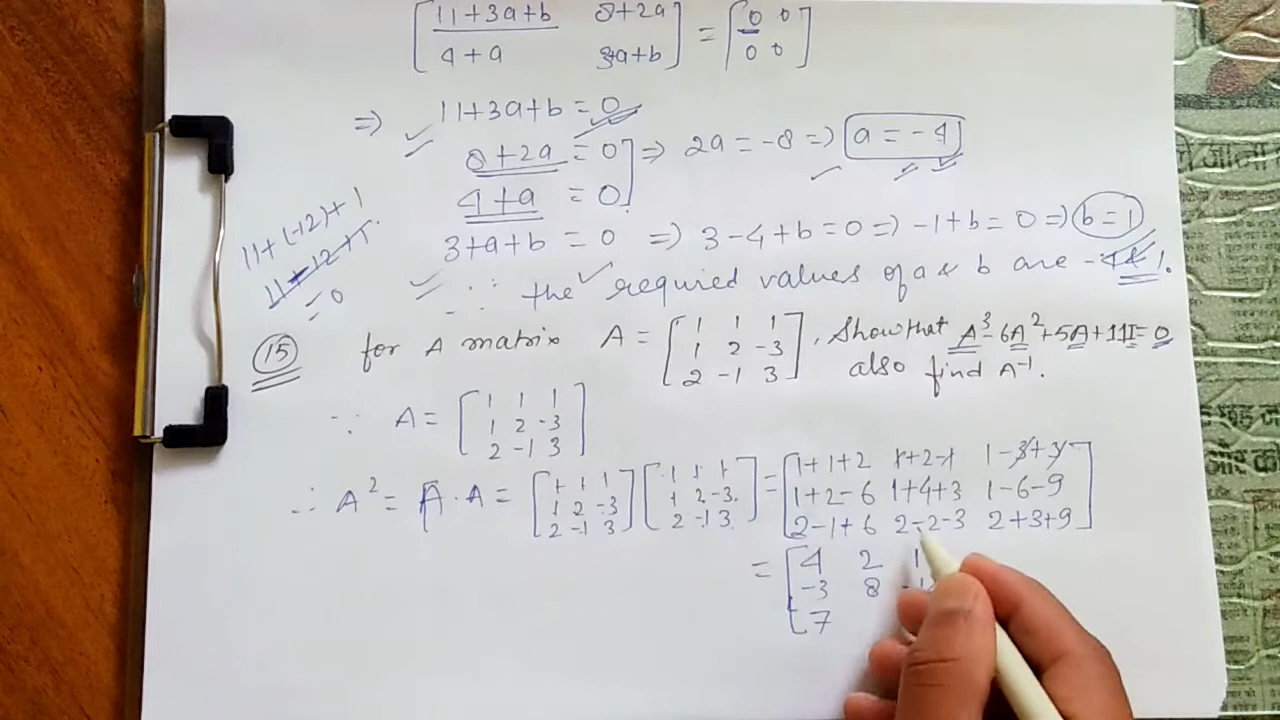 [ 11+3a+b 8+2a ] = [ 0 0 ]
[ 4+a 3+a+b ] [ 0 0 ]
=> 11+3a+b = 0
8+2a = 0 ] => 2a = -8 => a = -4
4+a = 0
11+(-12)+1
11-12+1
= 0
3+a+b = 0 => 3-4+b=0 => -1+b=0 => b=1
∴ the required values of a & b are -4 & 1.
15 for A matrix A = [ 1 1 1 ], Show that A³-6A²+5A+11I=0
[ 1 2 -3 ] also find A⁻¹.
[ 2 -1 3 ]
∵ A = [ 1 1 1 ]
[ 1 2 -3 ]
[ 2 -1 3 ]
∴ A² = A . A = [ 1 1 1 ] [ 1 1 1 ] = [ 1+1+2 1+2-1 1-3+3 ]
[ 1 2 -3 ] [ 1 2 -3 ] [ 1+2-6 1+4+3 1-6-9 ]
[ 2 -1 3 ] [ 2 -1 3 ] [ 2-1+6 2-2-3 2+3+9 ]
= [ 4 2 1
-3 8
7